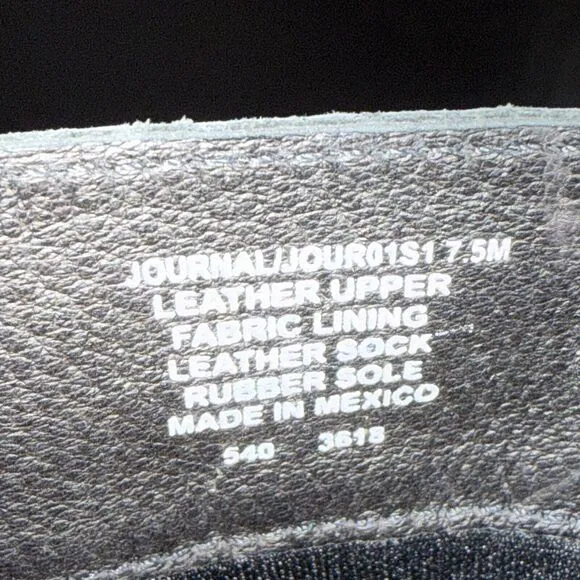 JOURNAL/JOUR01S1 7.5M
LEATHER UPPER
FABRIC LINING
LEATHER SOCK
RUBBER SOLE
MADE IN MEXICO
540 3618